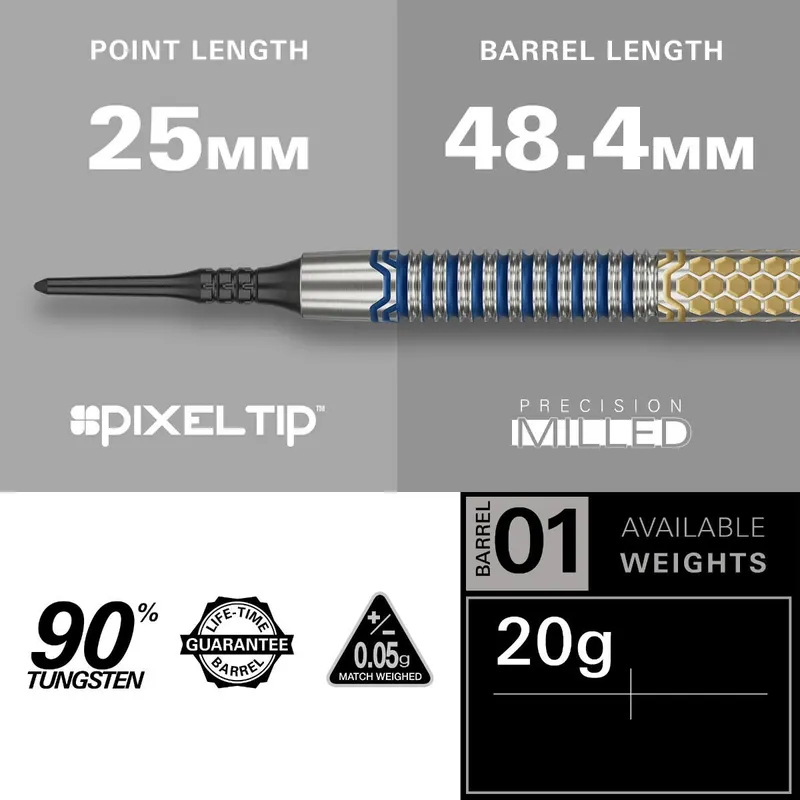 POINT LENGTH
25MM
BARREL LENGTH
48.4MM
PIXELTIP™
PRECISION
MILLED
90%
TUNGSTEN
LIFE-TIME
GUARANTEE
BARREL
+/-
0.05g
MATCH WEIGHED
BARREL
01
AVAILABLE
WEIGHTS
20g